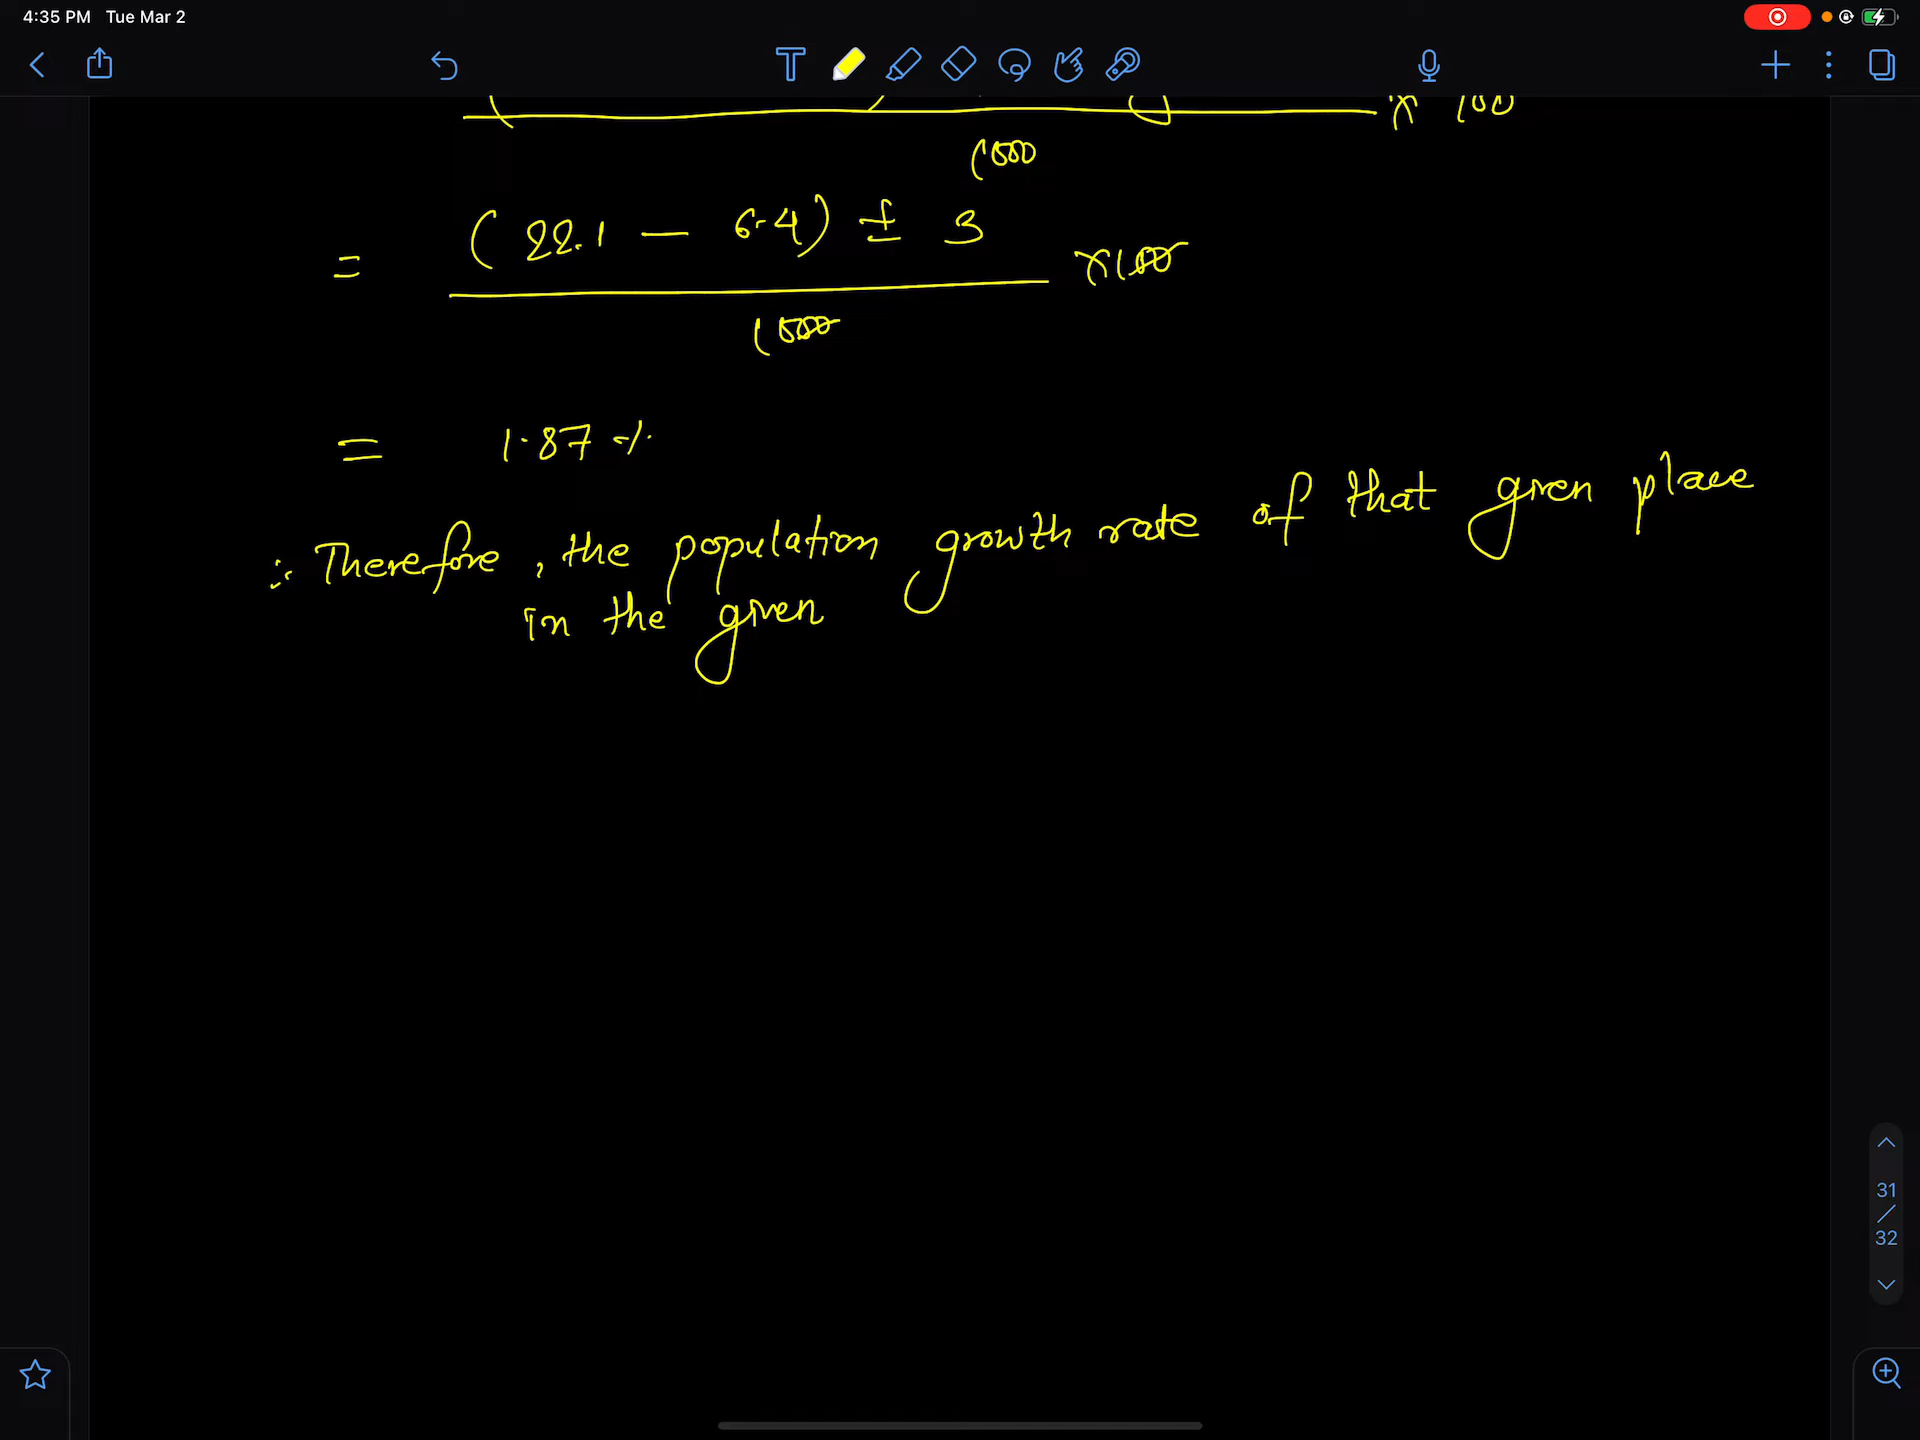 4:35 PM Tue Mar 2
T
x 100
1000
= (22.1 — 6.4) ± 3 x100
1000
= 1.87 %
∴ Therefore, the population growth rate of that given place
in the given
31
/
32